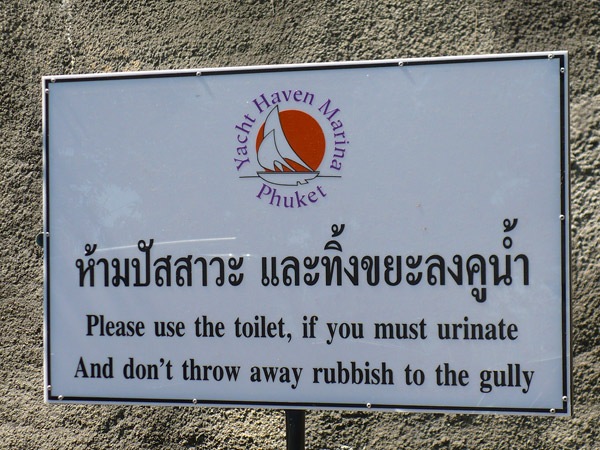 Yacht Haven Marina
Phuket
ห้ามปัสสาวะ และทิ้งขยะลงคูน้ำ
Please use the toilet, if you must urinate
And don't throw away rubbish to the gully